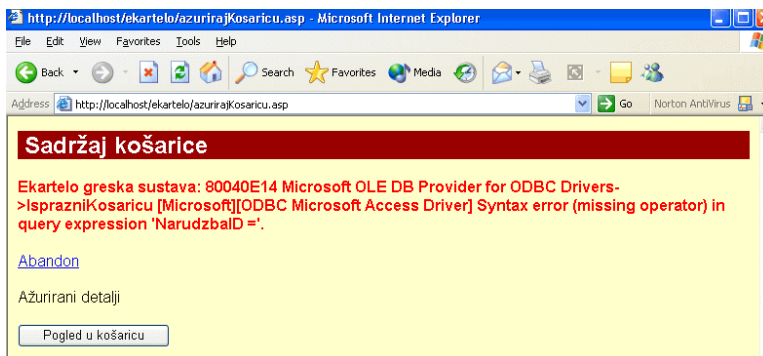 http://localhost/ekartelo/azurirajKosaricu.asp - Microsoft Internet Explorer
File Edit View Favorites Tools Help
Back Search Favorites Media
Address http://localhost/ekartelo/azurirajKosaricu.asp Go Norton AntiVirus
Sadržaj košarice
Ekartelo greska sustava: 80040E14 Microsoft OLE DB Provider for ODBC Drivers-
>IsprazniKosaricu [Microsoft][ODBC Microsoft Access Driver] Syntax error (missing operator) in
query expression 'NarudzbaID ='.
Abandon
Ažurirani detalji
Pogled u košaricu